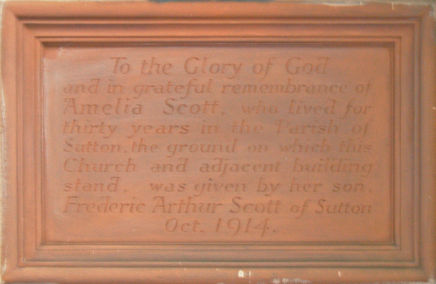 To the Glory of God
and in grateful remembrance of
Amelia Scott, who lived for
thirty years in the Parish of
Sutton, the ground on which this
Church and adjacent building
stand, was given by her son,
Frederic Arthur Scott of Sutton
Oct. 1914.